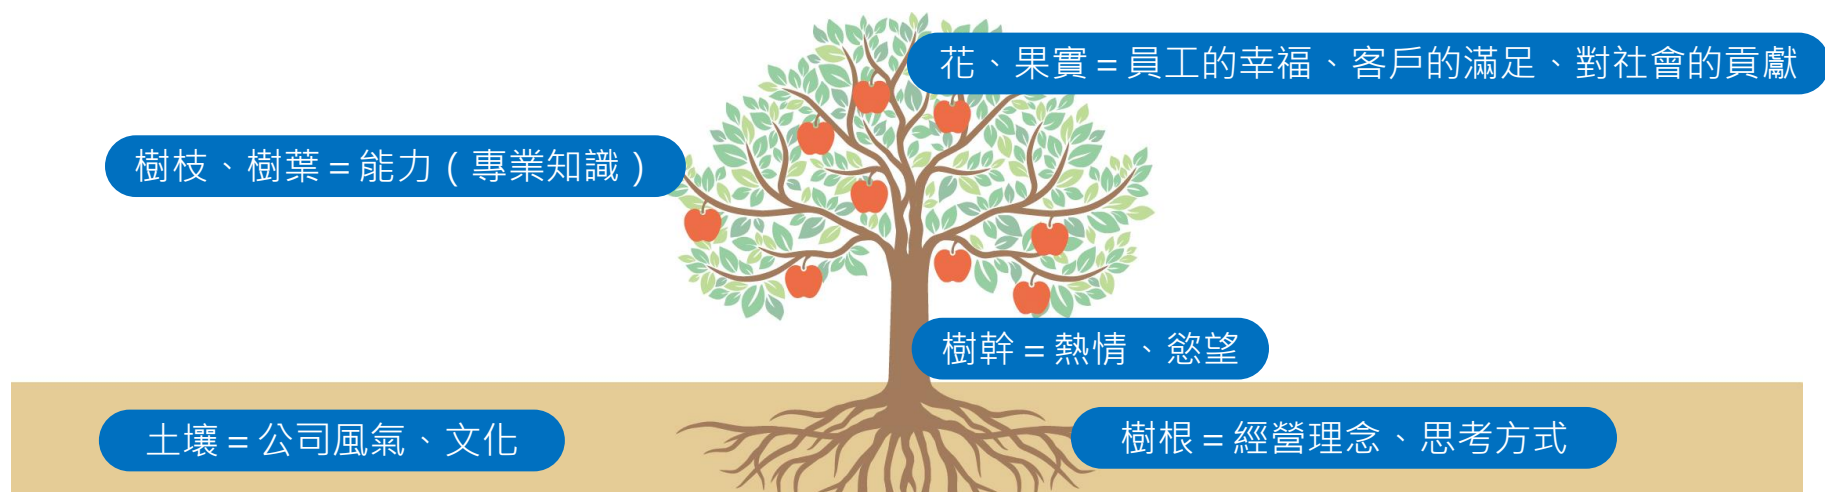 花、果實=員工的幸福、客戶的滿足、對社會的貢獻
樹枝、樹葉=能力(專業知識)
樹幹=熱情、慾望
土壤=公司風氣、文化
樹根=經營理念、思考方式